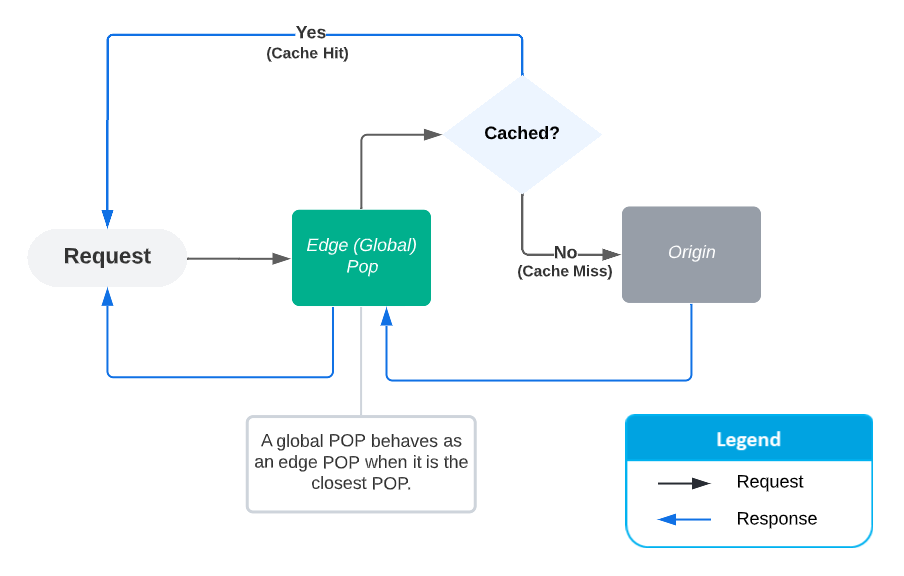 Yes
(Cache Hit)
Cached?
Request
Edge (Global)
Pop
No
(Cache Miss)
Origin
A global POP behaves as
an edge POP when it is the
closest POP.
Legend
Request
Response